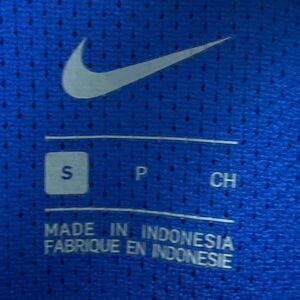 S P CH
MADE IN INDONESIA
FABRIQUE EN INDONESIE